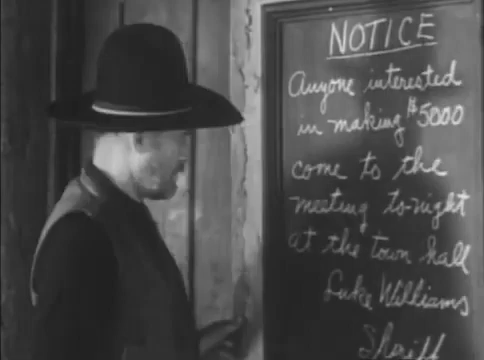 NOTICE
Anyone interested
in making $5000
come to the
meeting to-night
at the town hall
Luke Williams
Sheriff